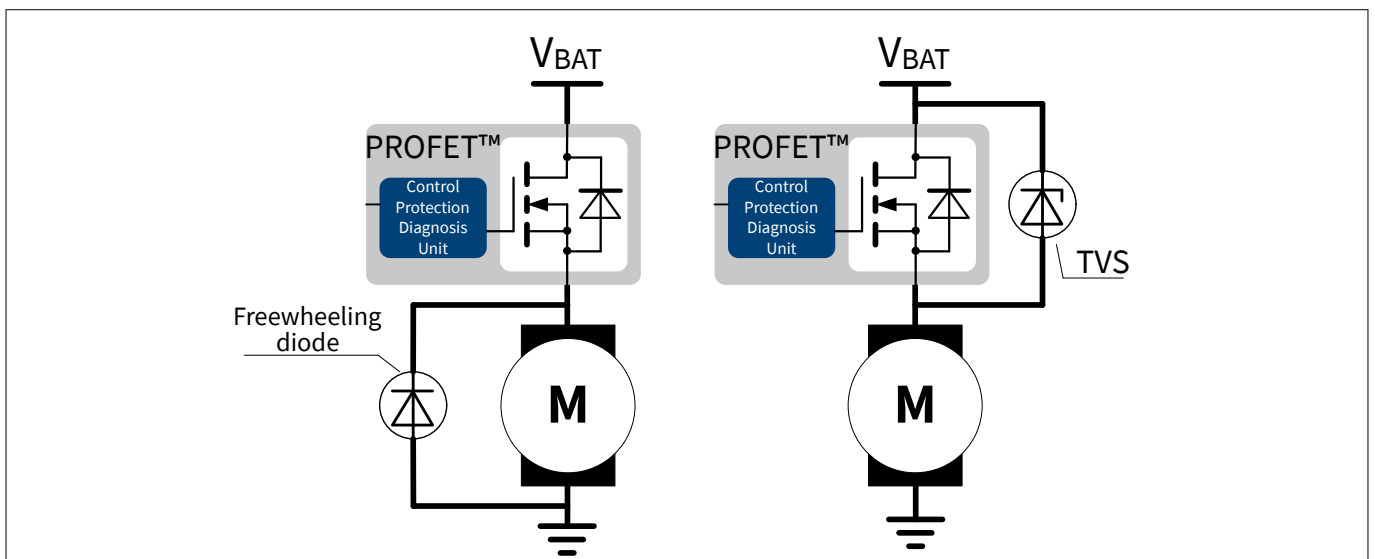 VBAT
PROFET™
Control
Protection
Diagnosis
Unit
Freewheeling
diode
M
VBAT
PROFET™
Control
Protection
Diagnosis
Unit
TVS
M